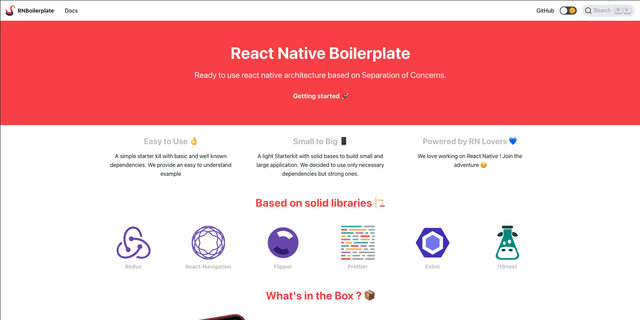 RNBoilerplate Docs GitHub Search ⌘ K
React Native Boilerplate
Ready to use react native architecture based on Separation of Concerns.
Getting started 🚀
Easy to Use 👌
A simple starter kit with basic and well known
dependencies. We provide an easy to understand
example
Small to Big 📱
A light Starterkit with solid bases to build small and
large application. We decided to use only necessary
dependencies but strong ones.
Powered by RN Lovers 💙
We love working on React Native ! Join the
adventure 😏
Based on solid libraries 🏗️
Redux
React-Navigation
Flipper
Prettier
Eslint
I18next
What's in the Box ? 📦